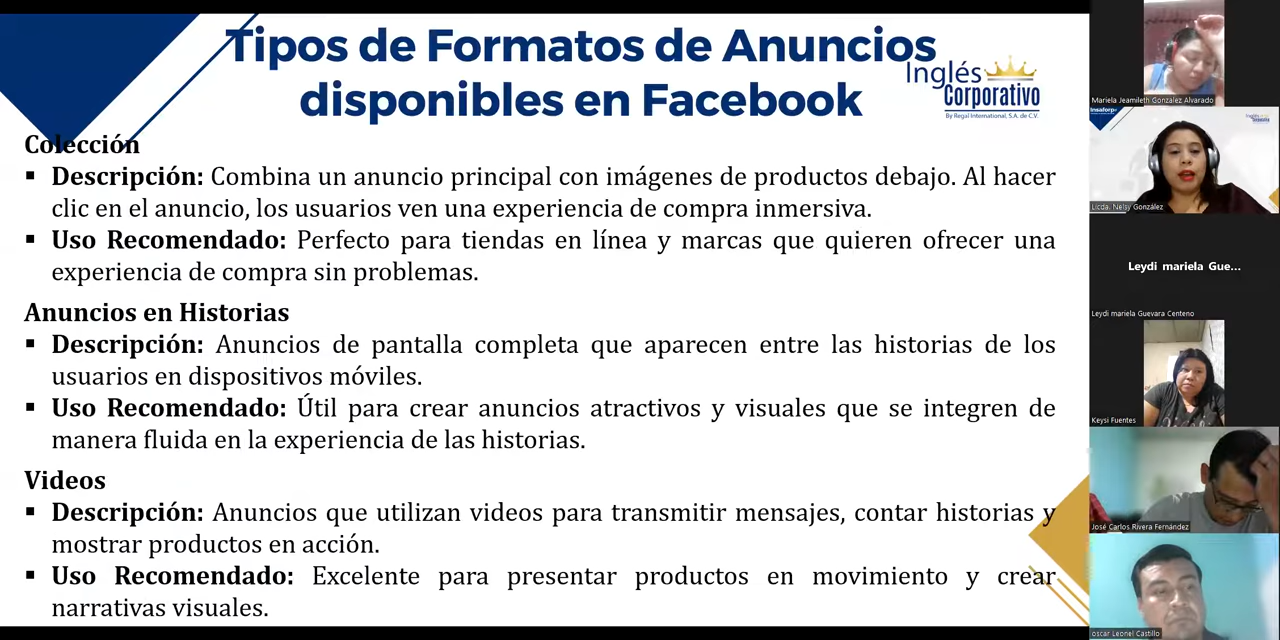 Tipos de Formatos de Anuncios
disponibles en Facebook
Inglés
Corporativo
By Regal International, S.A. de C.V.
Colección
▪ Descripción: Combina un anuncio principal con imágenes de productos debajo. Al hacer
clic en el anuncio, los usuarios ven una experiencia de compra inmersiva.
▪ Uso Recomendado: Perfecto para tiendas en línea y marcas que quieren ofrecer una
experiencia de compra sin problemas.
Anuncios en Historias
▪ Descripción: Anuncios de pantalla completa que aparecen entre las historias de los
usuarios en dispositivos móviles.
▪ Uso Recomendado: Útil para crear anuncios atractivos y visuales que se integren de
manera fluida en la experiencia de las historias.
Videos
▪ Descripción: Anuncios que utilizan videos para transmitir mensajes, contar historias y
mostrar productos en acción.
▪ Uso Recomendado: Excelente para presentar productos en movimiento y crear
narrativas visuales.
Mariela Jeamileth González Alvarado
Insaforp
Inglés
Licda. Nelsy González
Leydi mariela Gue...
Leydi mariela Guevara Centeno
Keysi Fuentes
José Carlos Rivera Fernández
oscar Leonel Castillo